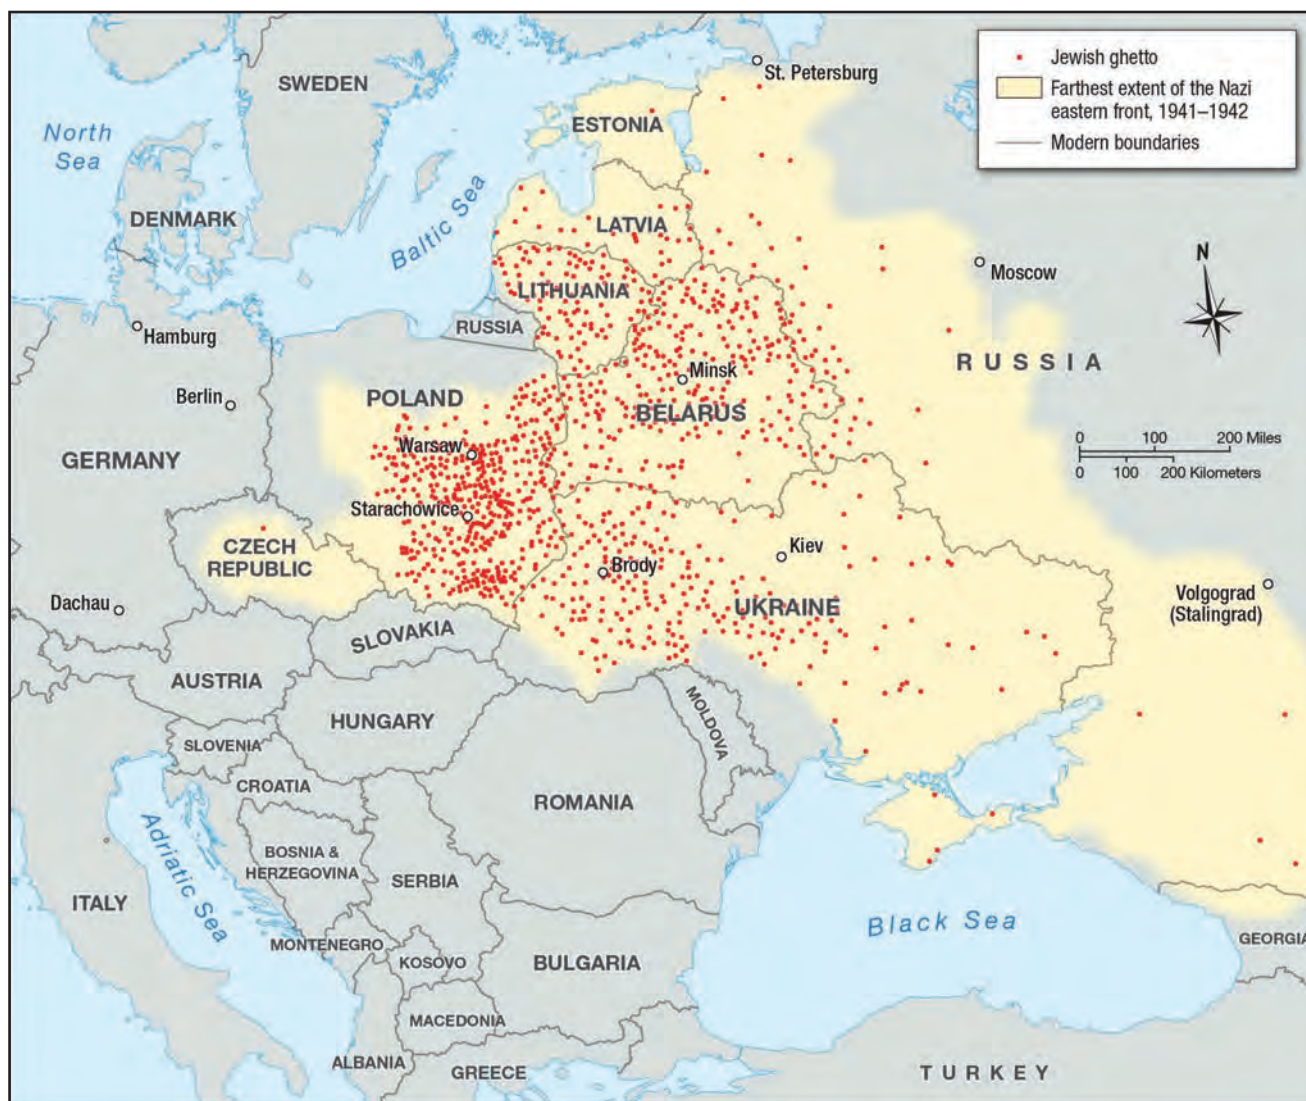 Jewish ghetto
Farthest extent of the Nazi
eastern front, 1941–1942
Modern boundaries
St. Petersburg
SWEDEN
North
Sea
ESTONIA
DENMARK
Baltic Sea
LATVIA
N
Moscow
LITHUANIA
RUSSIA
Hamburg
RUSSIA
Minsk
POLAND
Berlin
BELARUS
0 100 200 Miles
0 100 200 Kilometers
Warsaw
GERMANY
Starachowice
CZECH
REPUBLIC
Kiev
Brody
Volgograd
(Stalingrad)
Dachau
UKRAINE
SLOVAKIA
AUSTRIA
HUNGARY
MOLDOVA
SLOVENIA
CROATIA
ROMANIA
Adriatic Sea
BOSNIA &
HERZEGOVINA
SERBIA
ITALY
Black Sea
MONTENEGRO
KOSOVO
BULGARIA
GEORGIA
MACEDONIA
ALBANIA
GREECE
TURKEY